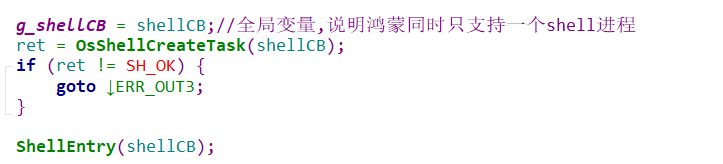 g_shellCB = shellCB;//全局变量,说明鸿蒙同时只支持一个shell进程
ret = OsShellCreateTask(shellCB);
if (ret != SH_OK) {
    goto ↓ERR_OUT3;
}
ShellEntry(shellCB);